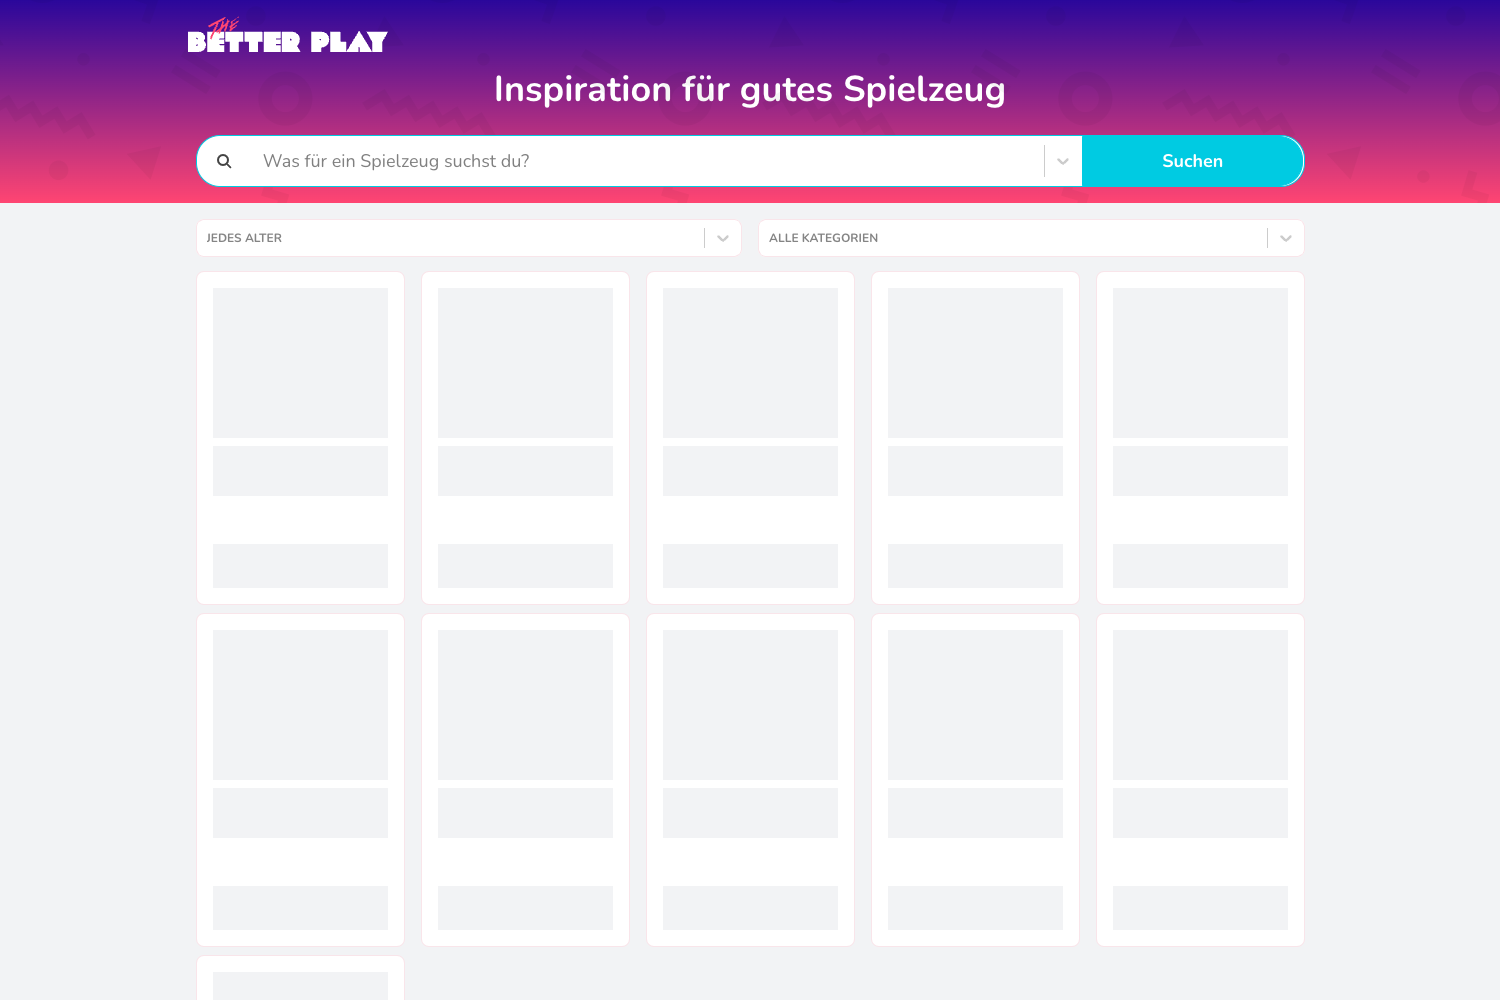 THE
BETTER PLAY
Inspiration für gutes Spielzeug
Was für ein Spielzeug suchst du?
Suchen
JEDES ALTER
ALLE KATEGORIEN